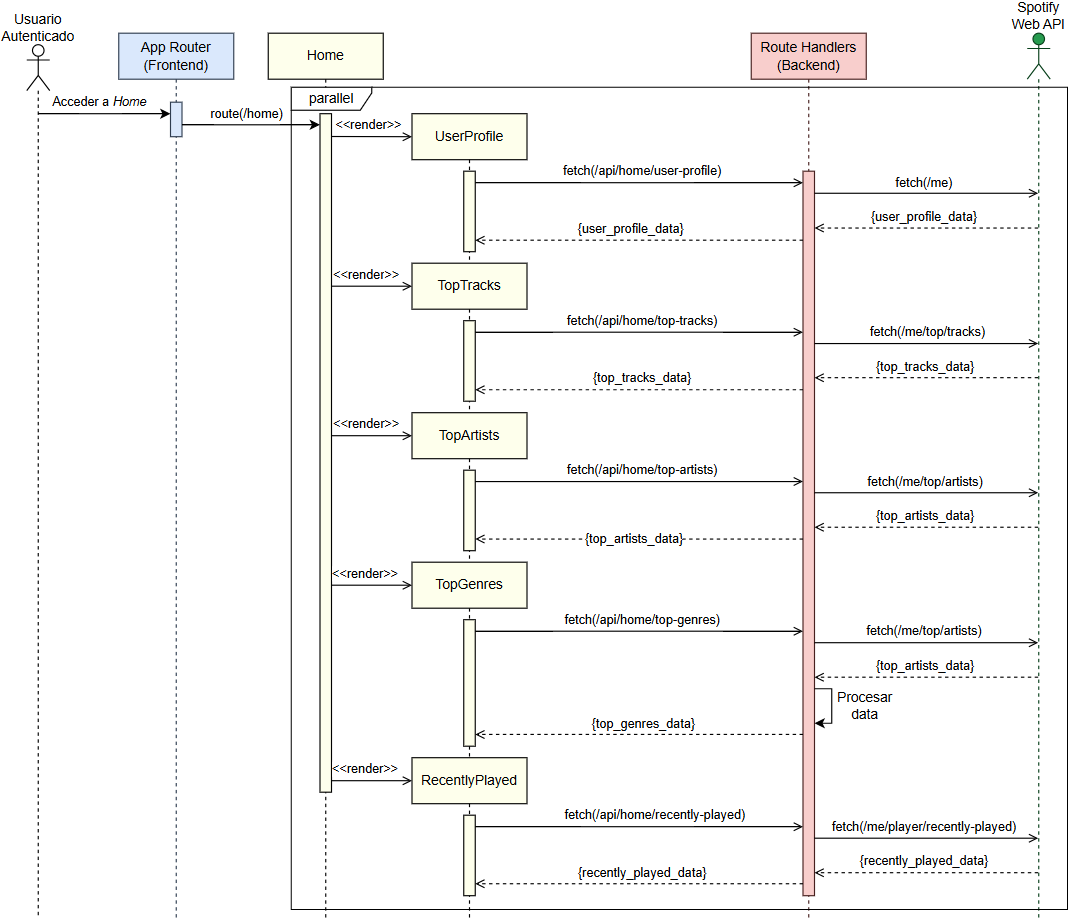 Usuario
Autenticado
App Router
(Frontend)
Home
Route Handlers
(Backend)
Spotify
Web API
parallel
Acceder a Home
route(/home)
<<render>>
UserProfile
fetch(/api/home/user-profile)
fetch(/me)
{user_profile_data}
{user_profile_data}
<<render>>
TopTracks
fetch(/api/home/top-tracks)
fetch(/me/top/tracks)
{top_tracks_data}
{top_tracks_data}
<<render>>
TopArtists
fetch(/api/home/top-artists)
fetch(/me/top/artists)
{top_artists_data}
{top_artists_data}
<<render>>
TopGenres
fetch(/api/home/top-genres)
fetch(/me/top/artists)
{top_artists_data}
Procesar
data
{top_genres_data}
<<render>>
RecentlyPlayed
fetch(/api/home/recently-played)
fetch(/me/player/recently-played)
{recently_played_data}
{recently_played_data}